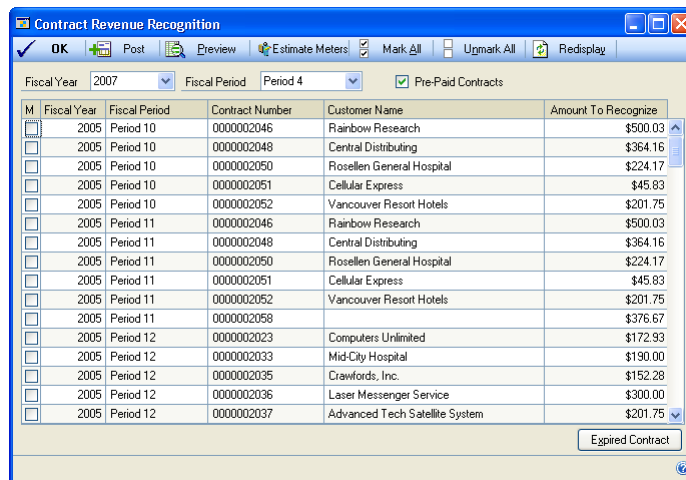 Contract Revenue Recognition
OK Post Preview Estimate Meters Mark All Unmark All Redisplay
Fiscal Year 2007 Fiscal Period Period 4 Pre-Paid Contracts
M Fiscal Year Fiscal Period Contract Number Customer Name Amount To Recognize
2005 Period 10 0000002046 Rainbow Research $500.03
2005 Period 10 0000002048 Central Distributing $364.16
2005 Period 10 0000002050 Rosellen General Hospital $224.17
2005 Period 10 0000002051 Cellular Express $45.83
2005 Period 10 0000002052 Vancouver Resort Hotels $201.75
2005 Period 11 0000002046 Rainbow Research $500.03
2005 Period 11 0000002048 Central Distributing $364.16
2005 Period 11 0000002050 Rosellen General Hospital $224.17
2005 Period 11 0000002051 Cellular Express $45.83
2005 Period 11 0000002052 Vancouver Resort Hotels $201.75
2005 Period 11 0000002058 $376.67
2005 Period 12 0000002023 Computers Unlimited $172.93
2005 Period 12 0000002033 Mid-City Hospital $190.00
2005 Period 12 0000002035 Crawfords, Inc. $152.28
2005 Period 12 0000002036 Laser Messenger Service $300.00
2005 Period 12 0000002037 Advanced Tech Satellite System $201.75
Expired Contract